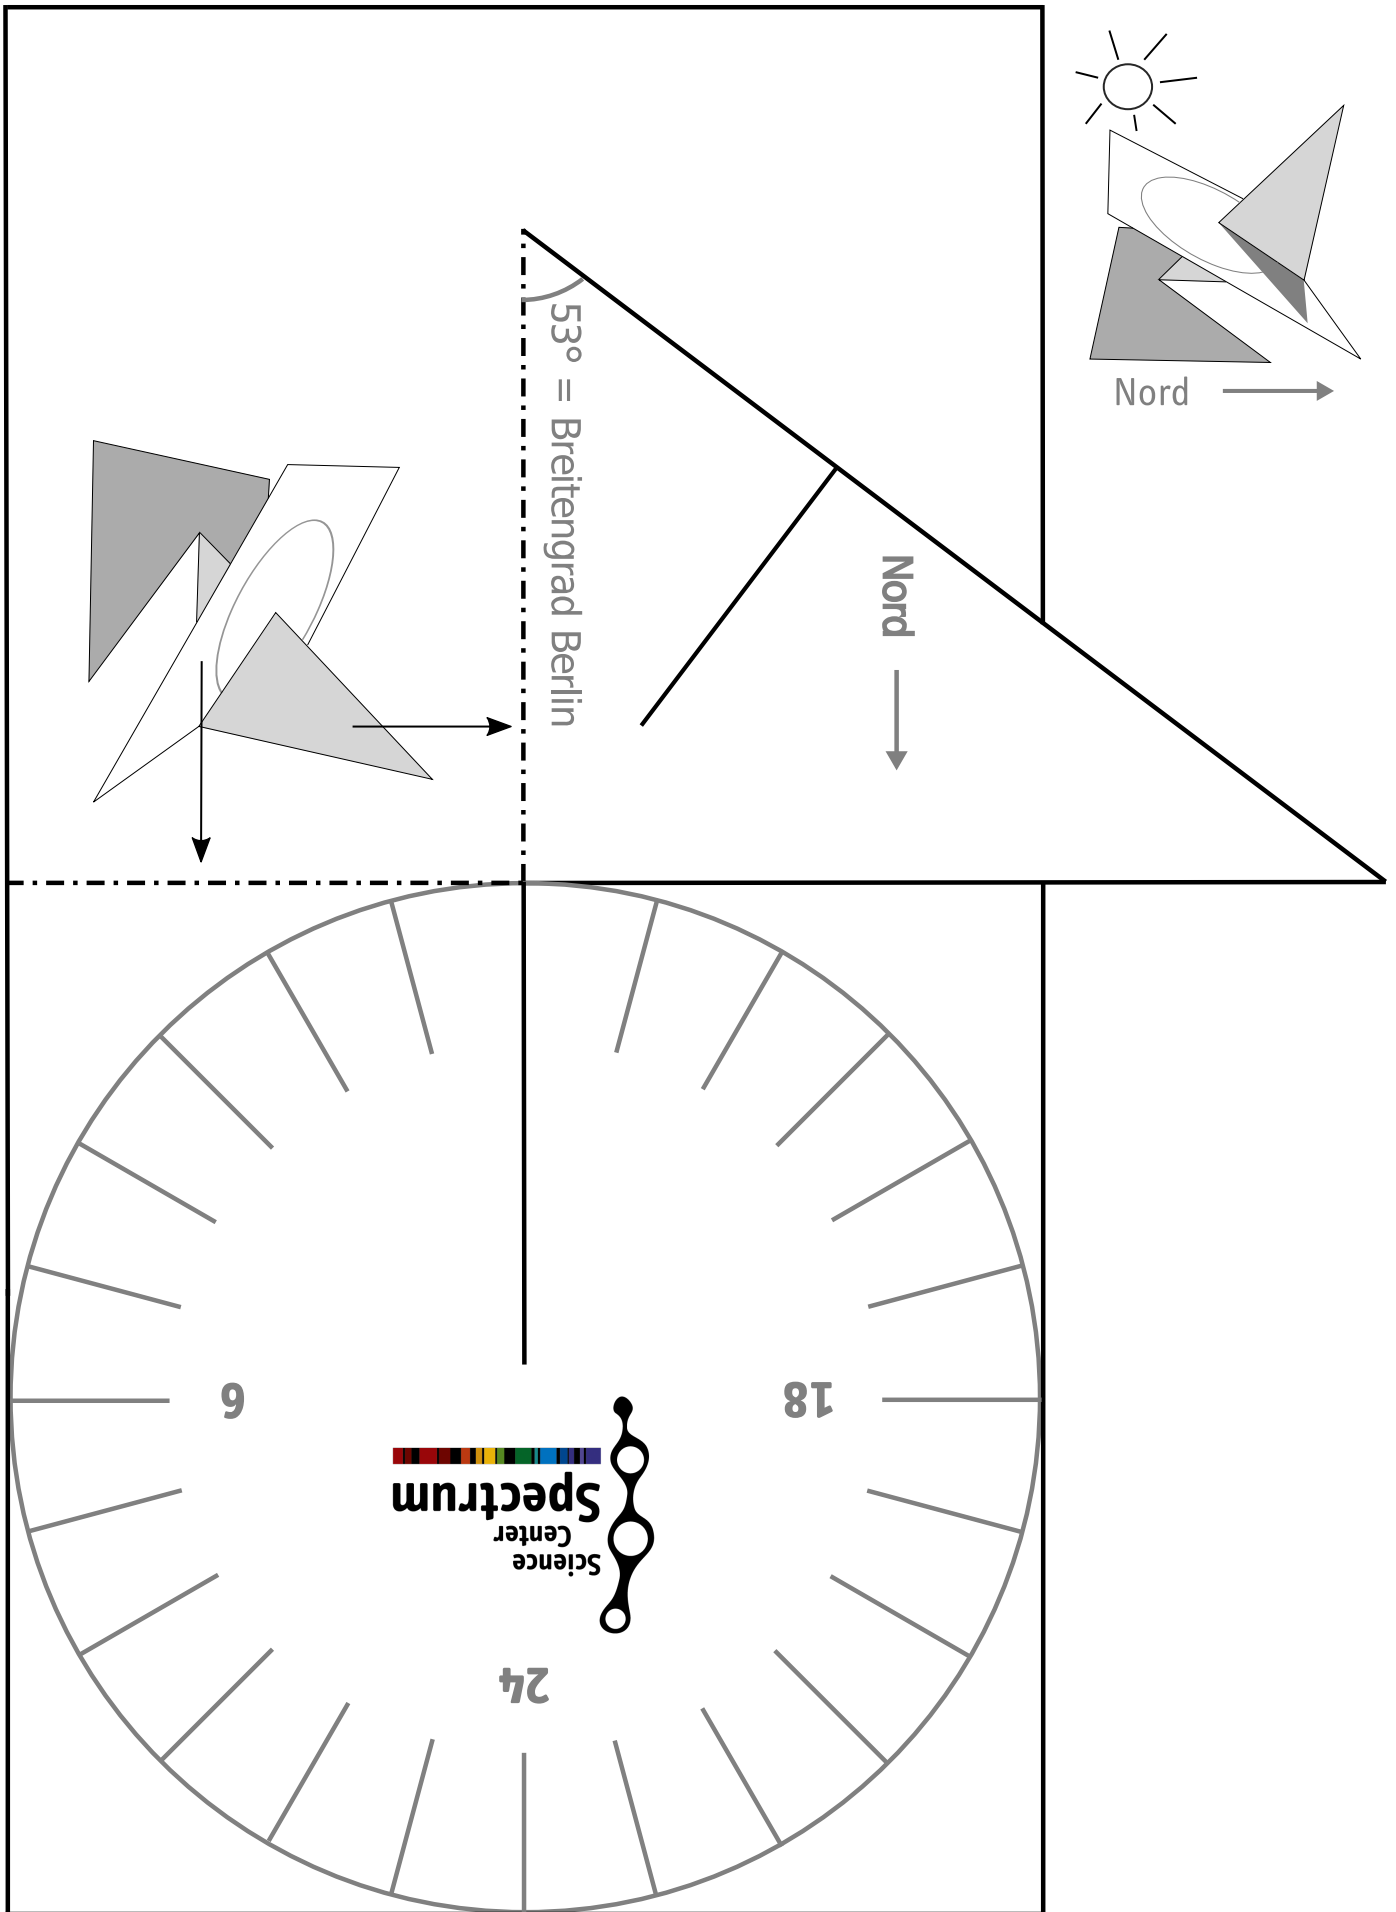 Nord
53° = Breitengrad Berlin
Nord
6
18
Science
Center
Spectrum
24